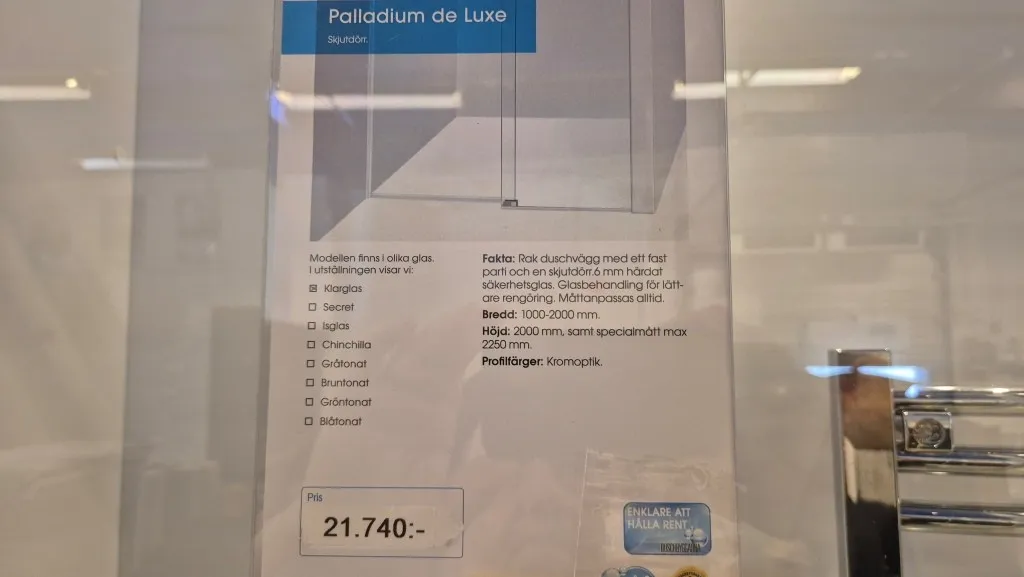 Palladium de Luxe
Skjutdörr.
Modellen finns i olika glas.
I utställningen visar vi:
Klarglas
Secret
Isglas
Chinchilla
Gråtonat
Bruntonat
Gröntonat
Blåtonat
Fakta: Rak duschvägg med ett fast
parti och en skjutdörr.6 mm härdat
säkerhetsglas. Glasbehandling för lätt-
are rengöring. Måttanpassas alltid.
Bredd: 1000-2000 mm.
Höjd: 2000 mm, samt specialmått max
2250 mm.
Profilfärger: Kromoptik.
Pris
21.740:-
ENKLARE ATT
HÅLLA RENT